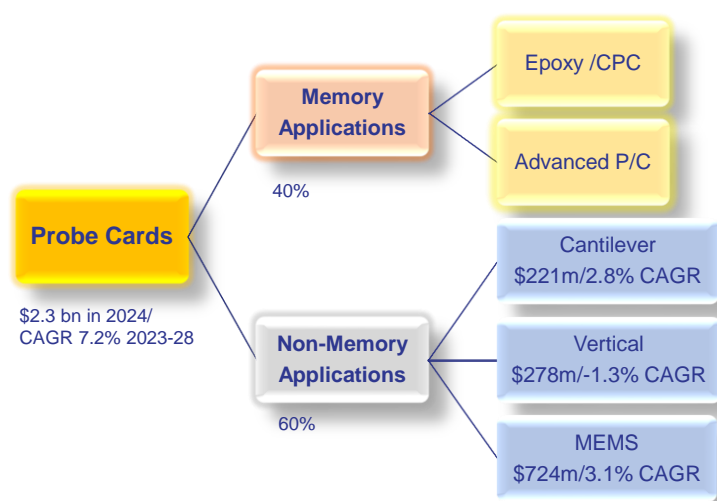 Probe Cards
$2.3 bn in 2024/
CAGR 7.2% 2023-28
Memory
Applications
40%
Epoxy /CPC
Advanced P/C
Non-Memory
Applications
60%
Cantilever
$221m/2.8% CAGR
Vertical
$278m/-1.3% CAGR
MEMS
$724m/3.1% CAGR